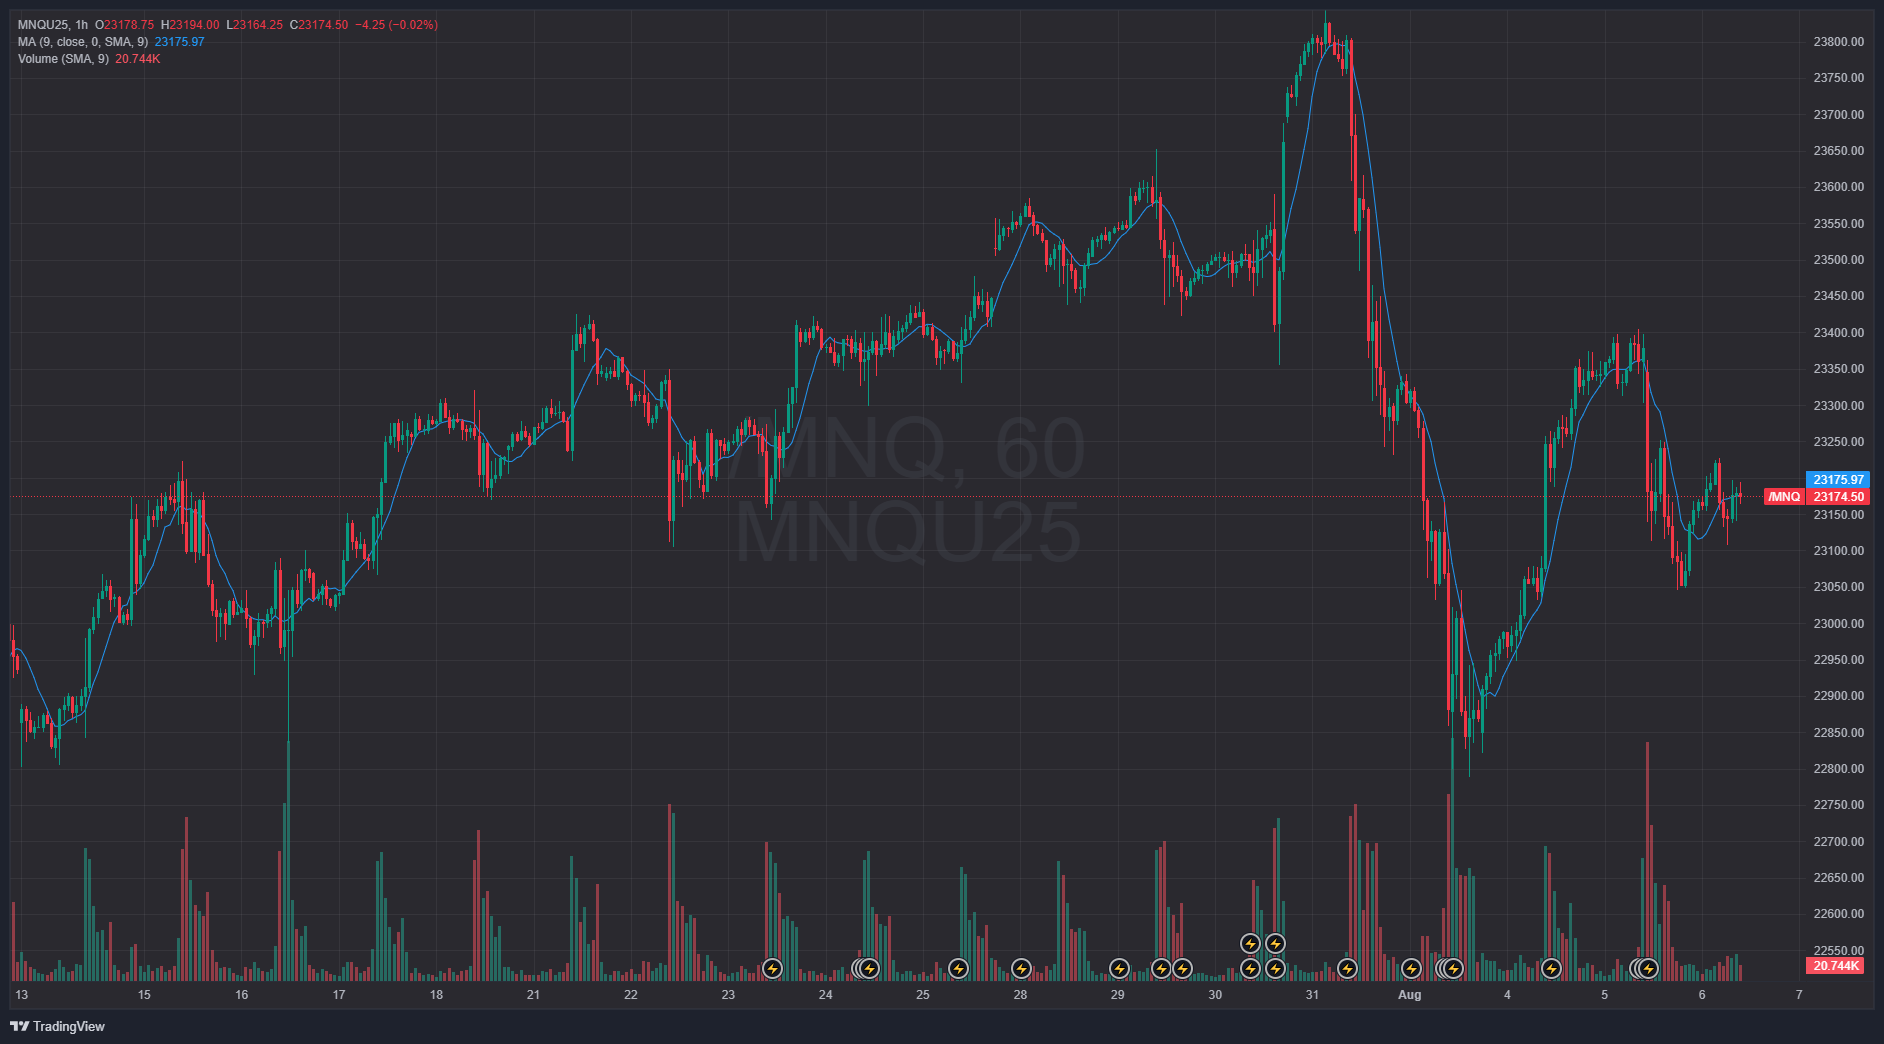 MNQU25, 1h O23178.75 H23194.00 L23164.25 C23174.50 −4.25 (−0.02%)
MA (9, close, 0, SMA, 9) 23175.97
Volume (SMA, 9) 20.744K
/MNQ, 60
MNQU25
23800.00
23750.00
23700.00
23650.00
23600.00
23550.00
23500.00
23450.00
23400.00
23350.00
23300.00
23250.00
23175.97
/MNQ 23174.50
23150.00
23100.00
23050.00
23000.00
22950.00
22900.00
22850.00
22800.00
22750.00
22700.00
22650.00
22600.00
22550.00
20.744K
13 15 16 17 18 21 22 23 24 25 28 29 30 31 Aug 4 5 6 7
TradingView